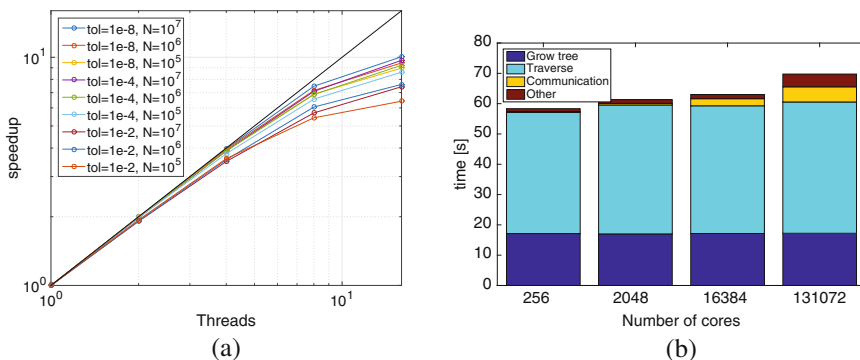 speedup
10¹
10⁰
tol=1e-8, N=10⁷
tol=1e-8, N=10⁶
tol=1e-8, N=10⁵
tol=1e-4, N=10⁷
tol=1e-4, N=10⁶
tol=1e-4, N=10⁵
tol=1e-2, N=10⁷
tol=1e-2, N=10⁶
tol=1e-2, N=10⁵
10⁰
10¹
Threads
(a)
time [s]
80
70
60
50
40
30
20
10
0
Grow tree
Traverse
Communication
Other
256
2048
16384
131072
Number of cores
(b)